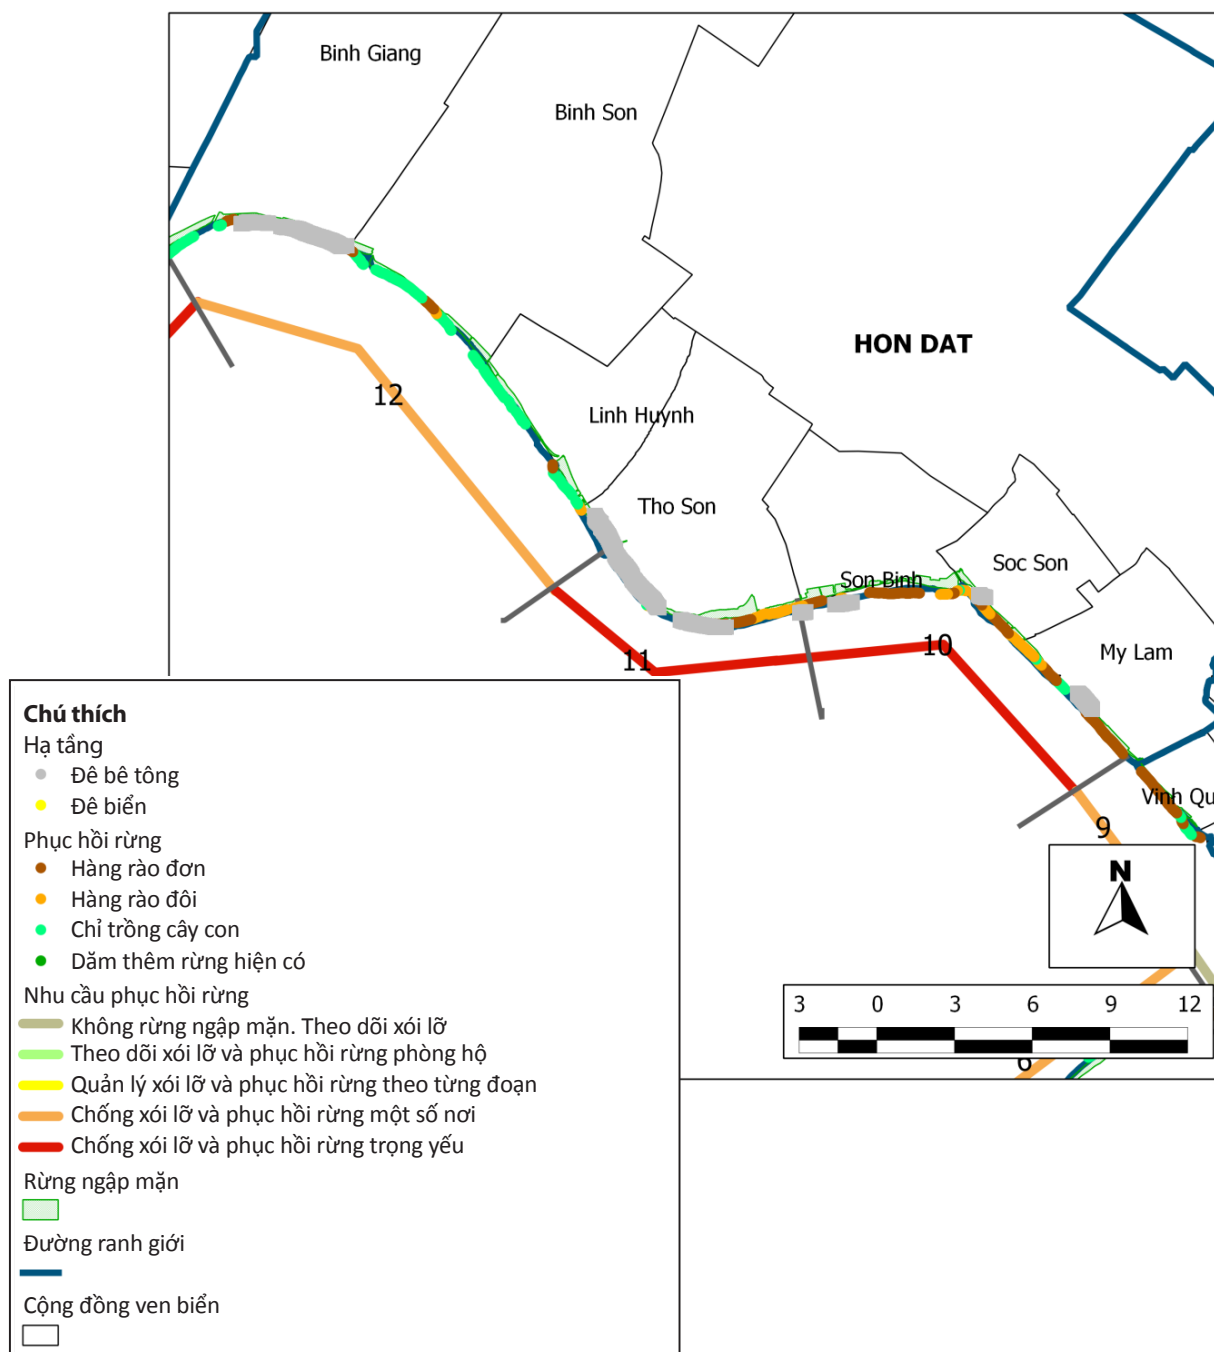 Binh Giang
Binh Son
HON DAT
12
Linh Huynh
Tho Son
Soc Son
Son Binh
My Lam
10
11
Vinh Qu
9
N
3 0 3 6 9 12
6
Chú thích
Hạ tầng
Đê bê tông
Đê biển
Phục hồi rừng
Hàng rào đơn
Hàng rào đôi
Chỉ trồng cây con
Dăm thêm rừng hiện có
Nhu cầu phục hồi rừng
Không rừng ngập mặn. Theo dõi xói lỡ
Theo dõi xói lỡ và phục hồi rừng phòng hộ
Quản lý xói lỡ và phục hồi rừng theo từng đoạn
Chống xói lỡ và phục hồi rừng một số nơi
Chống xói lỡ và phục hồi rừng trọng yếu
Rừng ngập mặn
Đường ranh giới
Cộng đồng ven biển